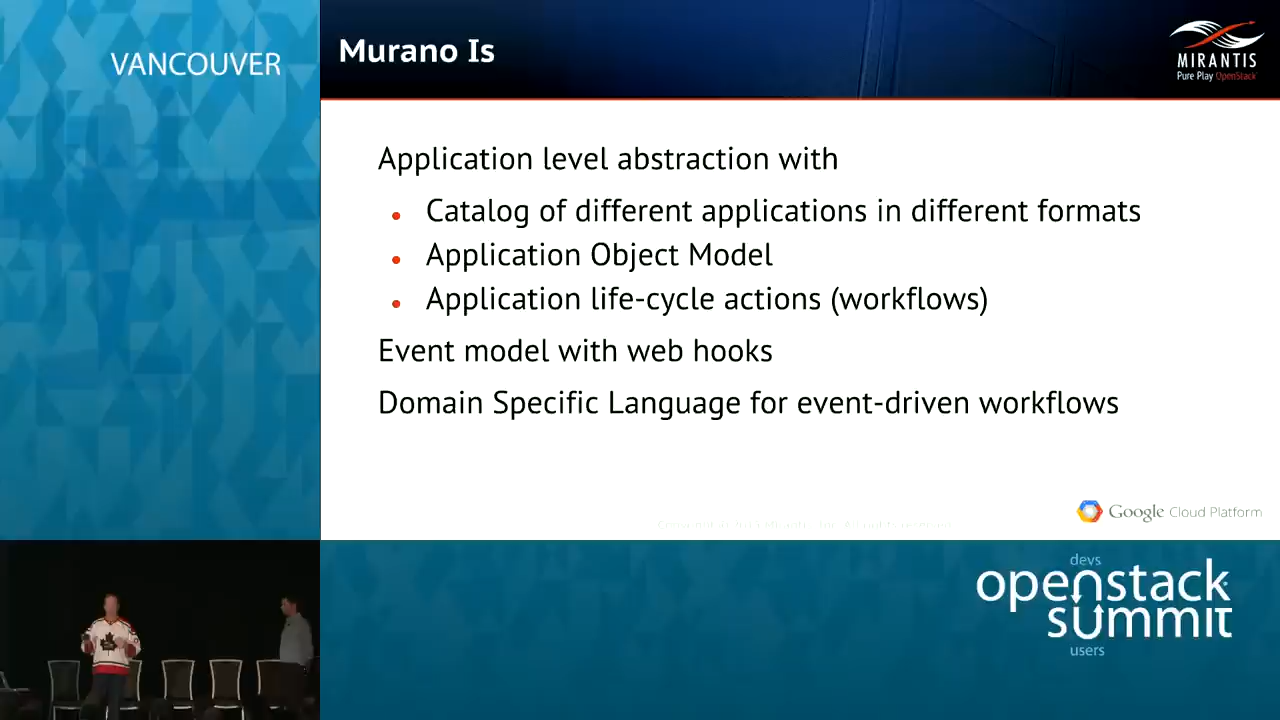 VANCOUVER
Murano Is
MIRANTIS
Pure Play OpenStack
Application level abstraction with
• Catalog of different applications in different formats
• Application Object Model
• Application life-cycle actions (workflows)
Event model with web hooks
Domain Specific Language for event-driven workflows
Google Cloud Platform
devs
openstack
summit
users